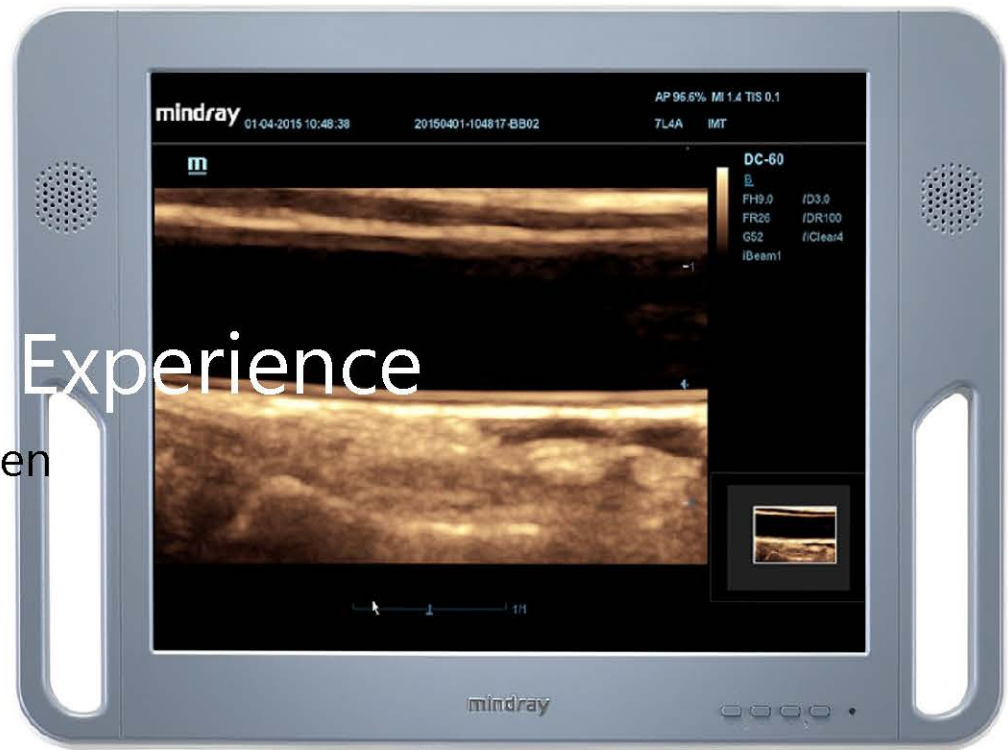 AP 96.6% MI 1.4 TIS 0.1
mindray 01-04-2015 10:48:38 20150401-104817-BB02 7L4A IMT
m
DC-60
B
FH9.0 /D3.0
FR26 /DR100
G52 /iClear4
iBeam1
1
Experience
en
1/1
mindray